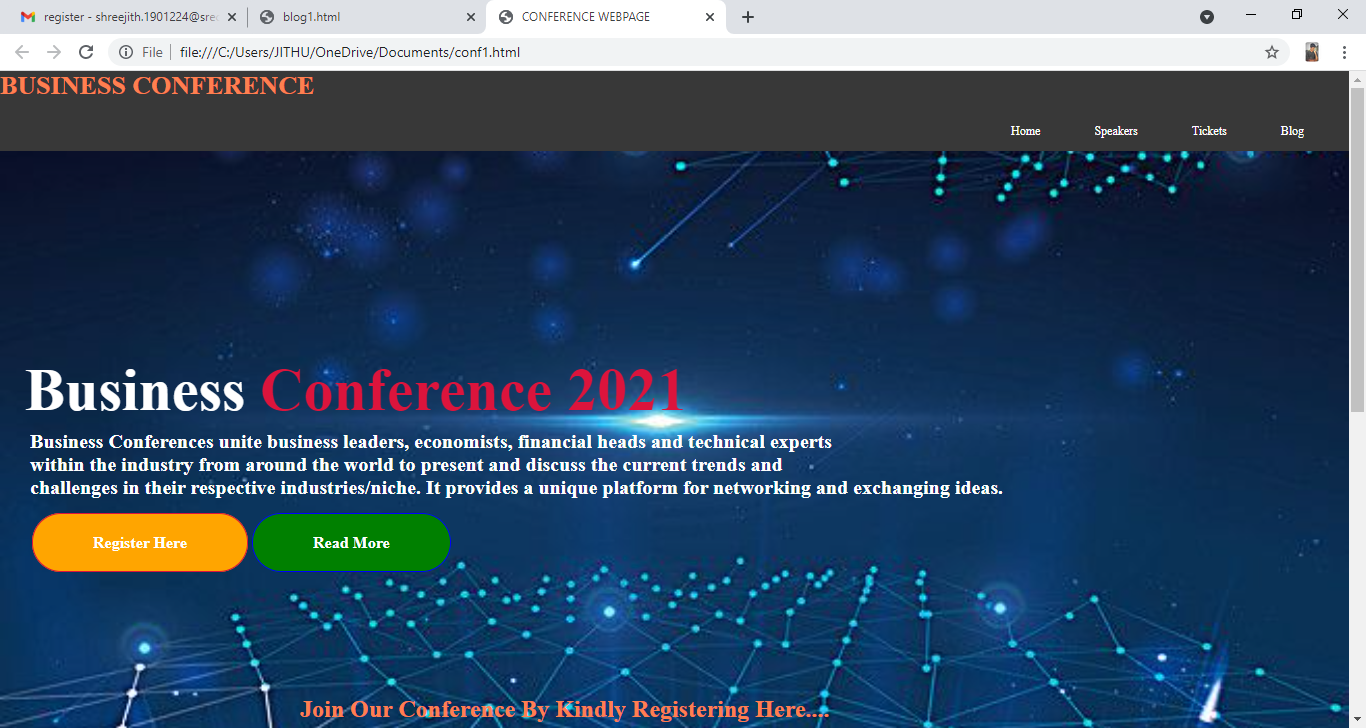 register - shreejith.1901224@sre
blog1.html
CONFERENCE WEBPAGE
File
file:///C:/Users/JITHU/OneDrive/Documents/conf1.html
BUSINESS CONFERENCE
Home Speakers Tickets Blog
Business Conference 2021
Business Conferences unite business leaders, economists, financial heads and technical experts
within the industry from around the world to present and discuss the current trends and
challenges in their respective industries/niche. It provides a unique platform for networking and exchanging ideas.
Register Here Read More
Join Our Conference By Kindly Registering Here....